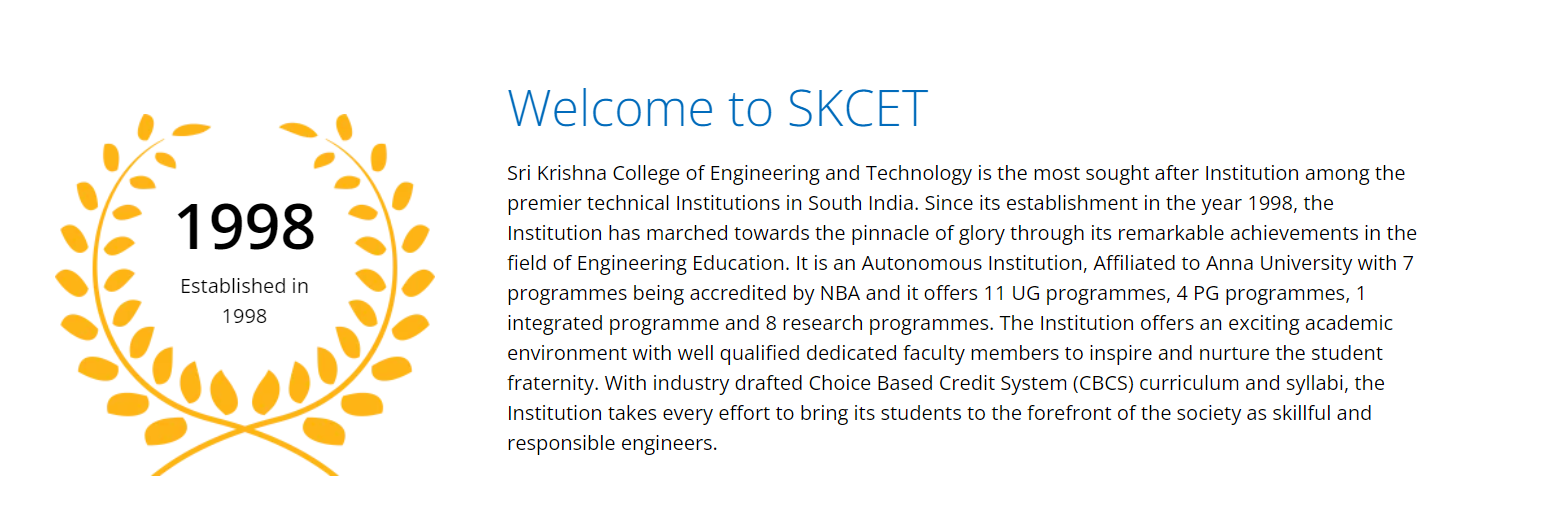 1998
Established in
1998
Welcome to SKCET
Sri Krishna College of Engineering and Technology is the most sought after Institution among the
premier technical Institutions in South India. Since its establishment in the year 1998, the
Institution has marched towards the pinnacle of glory through its remarkable achievements in the
field of Engineering Education. It is an Autonomous Institution, Affiliated to Anna University with 7
programmes being accredited by NBA and it offers 11 UG programmes, 4 PG programmes, 1
integrated programme and 8 research programmes. The Institution offers an exciting academic
environment with well qualified dedicated faculty members to inspire and nurture the student
fraternity. With industry drafted Choice Based Credit System (CBCS) curriculum and syllabi, the
Institution takes every effort to bring its students to the forefront of the society as skillful and
responsible engineers.